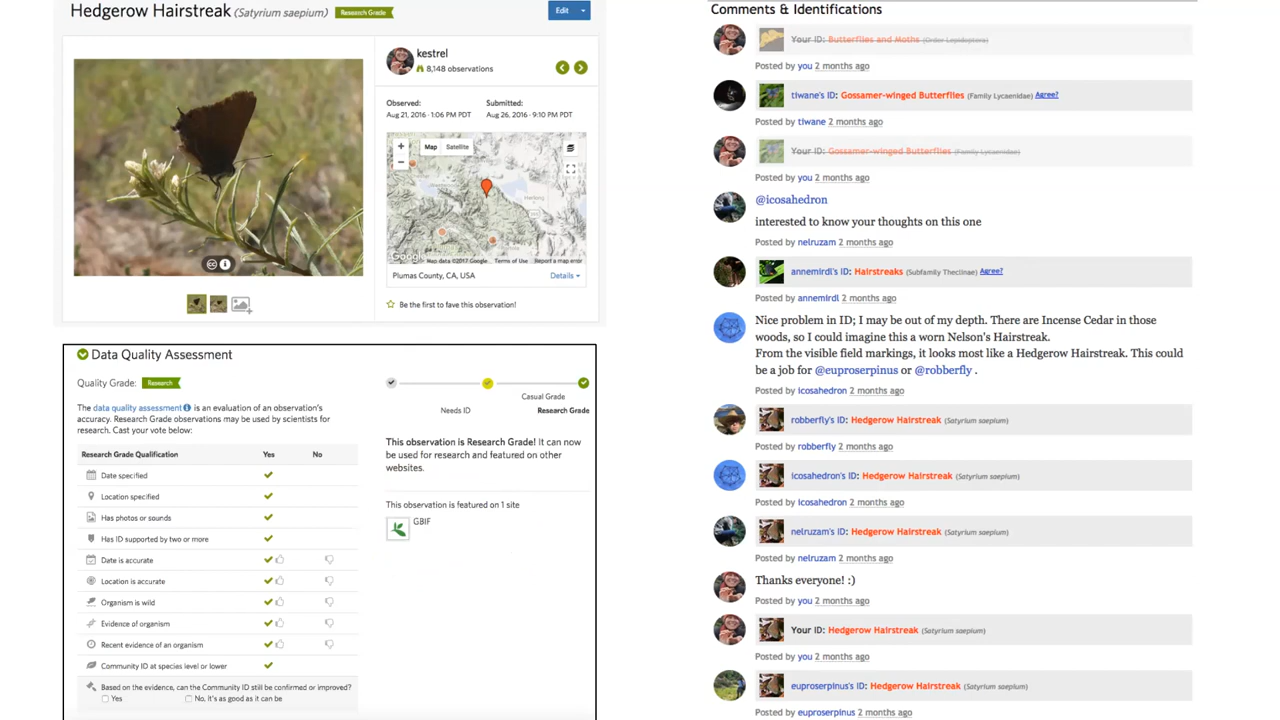 Hedgerow Hairstreak (Satyrium saepium) Research Grade
Edit
kestrel
8,148 observations
Observed:
Aug 21, 2016 · 1:06 PM PDT
Submitted:
Aug 26, 2016 · 9:10 PM PDT
Map Satellite
Google
Map data ©2017 Google Terms of Use Report a map error
Plumas County, CA, USA
Details
Be the first to fave this observation!
Data Quality Assessment
Quality Grade: Research
The data quality assessment is an evaluation of an observation's
accuracy. Research Grade observations may be used by scientists for
research. Cast your vote below:
Research Grade Qualification Yes No
Date specified
Location specified
Has photos or sounds
Has ID supported by two or more
Date is accurate
Location is accurate
Organism is wild
Evidence of organism
Recent evidence of an organism
Community ID at species level or lower
Based on the evidence, can the Community ID still be confirmed or improved?
Yes No, it's as good as it can be
Casual Grade
Needs ID
Research Grade
This observation is Research Grade! It can now
be used for research and featured on other
websites.
This observation is featured on 1 site
GBIF
Comments & Identifications
Your ID: Butterflies and Moths (Order Lepidoptera)
Posted by you 2 months ago
tiwane's ID: Gossamer-winged Butterflies (Family Lycaenidae) Agree?
Posted by tiwane 2 months ago
Your ID: Gossamer-winged Butterflies (Family Lycaenidae)
Posted by you 2 months ago
@icosahedron
interested to know your thoughts on this one
Posted by nelruzam 2 months ago
annemirdl's ID: Hairstreaks (Subfamily Theclinae) Agree?
Posted by annemirdl 2 months ago
Nice problem in ID; I may be out of my depth. There are Incense Cedar in those
woods, so I could imagine this a worn Nelson's Hairstreak.
From the visible field markings, it looks most like a Hedgerow Hairstreak. This could
be a job for @euproserpinus or @robberfly .
Posted by icosahedron 2 months ago
robberfly's ID: Hedgerow Hairstreak (Satyrium saepium)
Posted by robberfly 2 months ago
icosahedron's ID: Hedgerow Hairstreak (Satyrium saepium)
Posted by icosahedron 2 months ago
nelruzam's ID: Hedgerow Hairstreak (Satyrium saepium)
Posted by nelruzam 2 months ago
Thanks everyone! :)
Posted by you 2 months ago
Your ID: Hedgerow Hairstreak (Satyrium saepium)
Posted by you 2 months ago
euproserpinus's ID: Hedgerow Hairstreak (Satyrium saepium)
Posted by euproserpinus 2 months ago